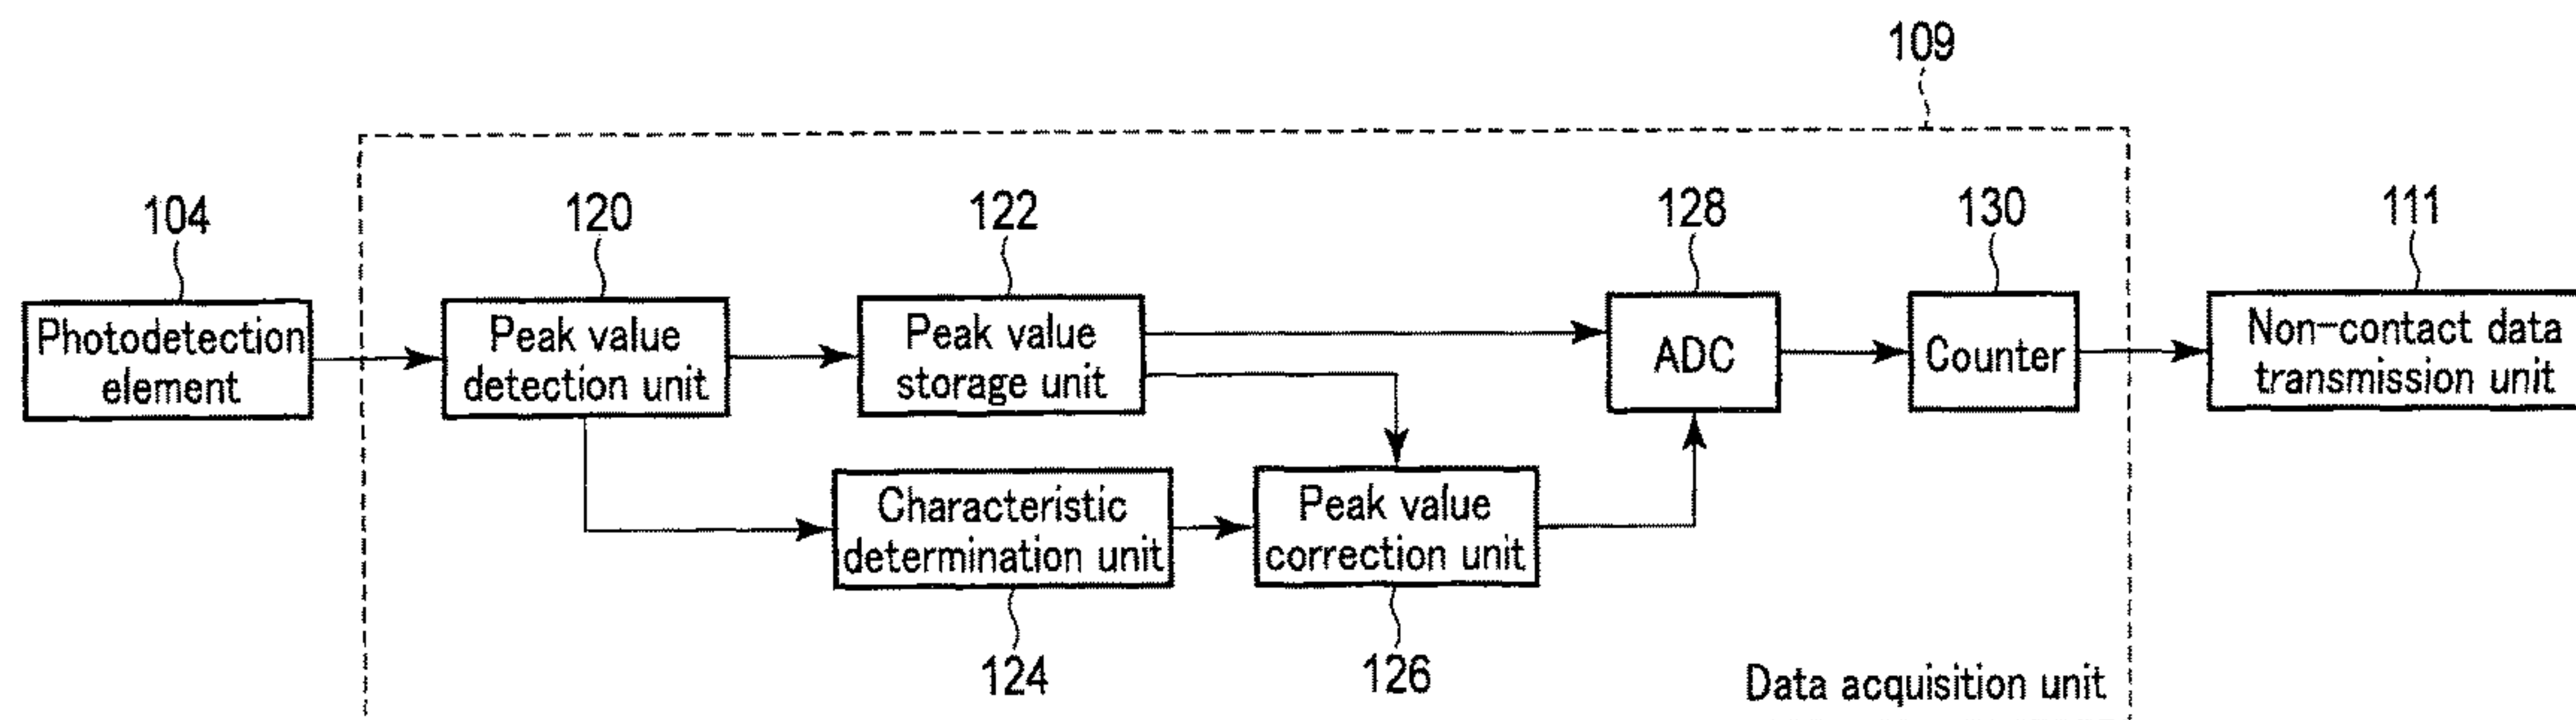 109
104
120
122
128
130
111
Photodetection
element
Peak value
detection unit
Peak value
storage unit
ADC
Counter
Non-contact data
transmission unit
Characteristic
determination unit
Peak value
correction unit
124
126
Data acquisition unit